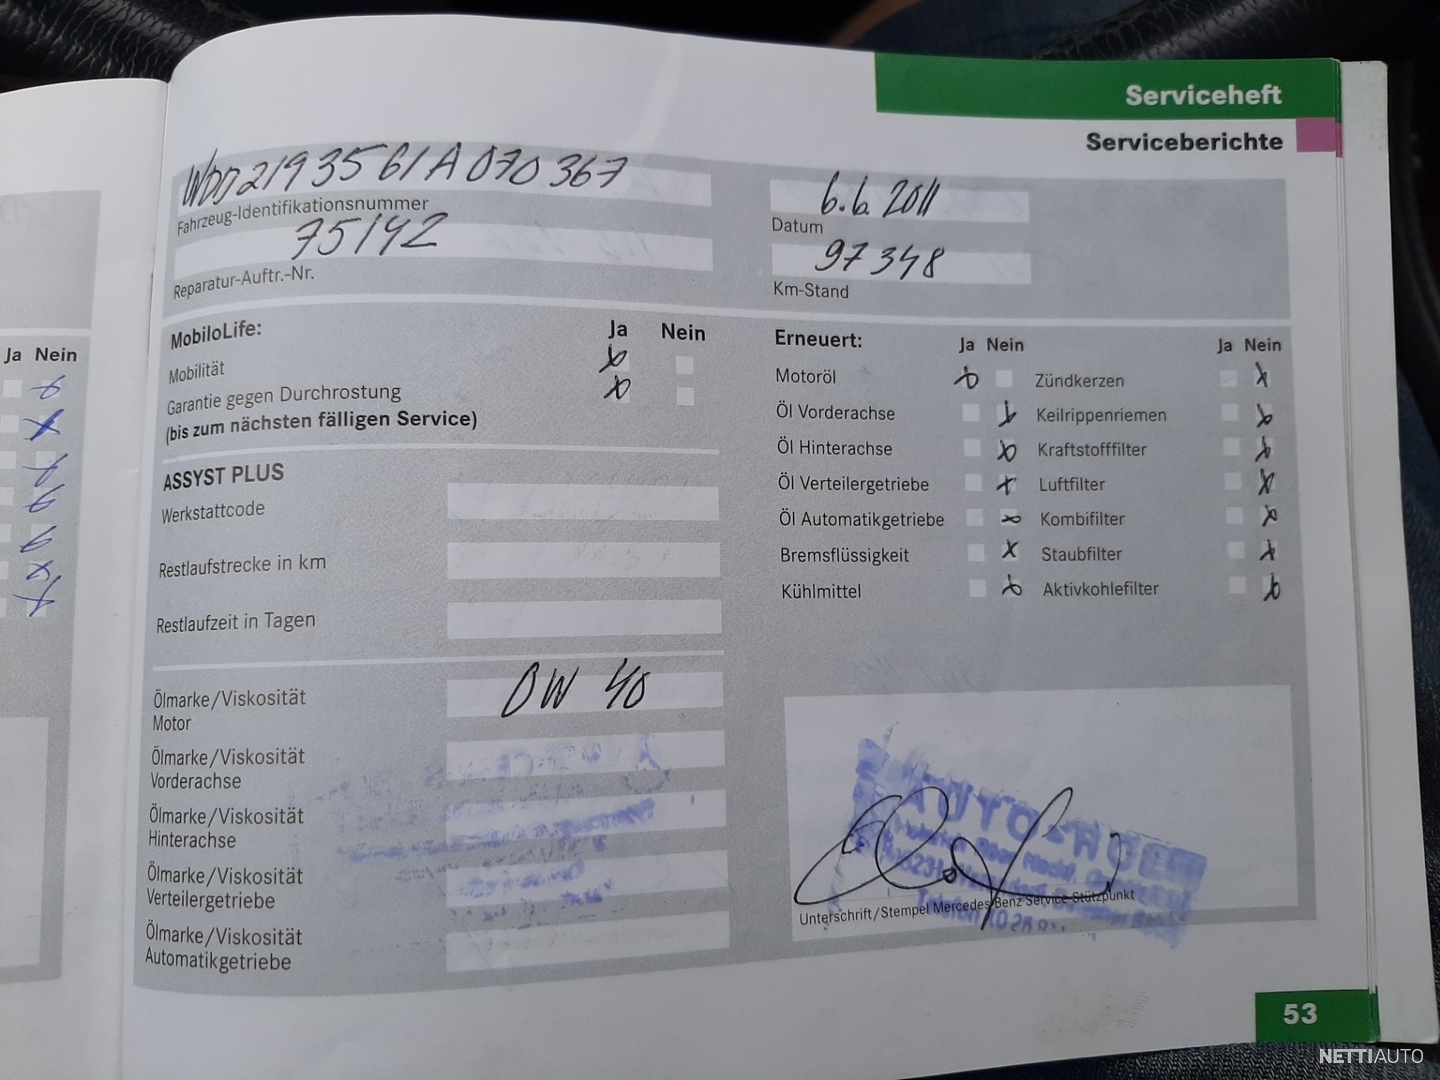 Serviceheft
Serviceberichte
WDD2193561A070367
Fahrzeug-Identifikationsnummer
75142
Reparatur-Auftr.-Nr.
6.6.2011
Datum
97348
Km-Stand
MobiloLife: Ja Nein
Mobilität
Garantie gegen Durchrostung
(bis zum nächsten fälligen Service)
ASSYST PLUS
Werkstattcode
Restlaufstrecke in km
Restlaufzeit in Tagen
Ölmarke/Viskosität
Motor
0W 40
Ölmarke/Viskosität
Vorderachse
Ölmarke/Viskosität
Hinterachse
Ölmarke/Viskosität
Verteilergetriebe
Ölmarke/Viskosität
Automatikgetriebe
Erneuert: Ja Nein Ja Nein
Motoröl Zündkerzen
Öl Vorderachse Keilrippenriemen
Öl Hinterachse Kraftstofffilter
Öl Verteilergetriebe Luftfilter
Öl Automatikgetriebe Kombifilter
Bremsflüssigkeit Staubfilter
Kühlmittel Aktivkohlefilter
Unterschrift/Stempel Mercedes-Benz Service-Stützpunkt
53
Ja Nein
NETTIAUTO